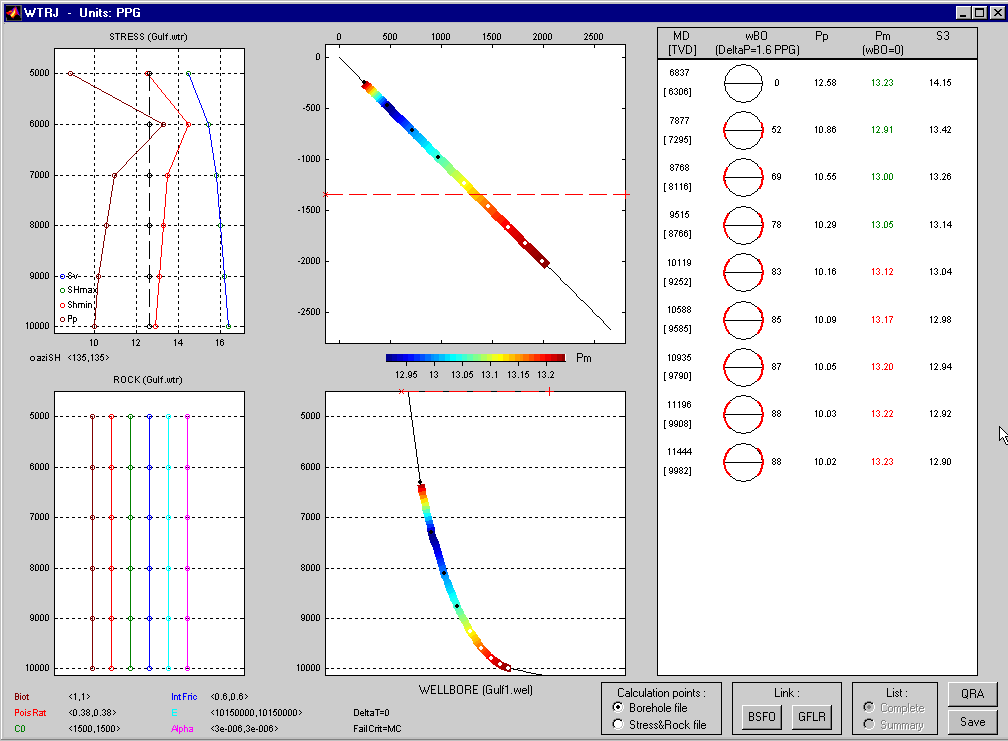 WTRJ - Units: PPG
STRESS (Gulf.wtr)
5000
6000
7000
8000
9000
10000
Sv
SHmax
Shmin
Pp
10 12 14 16
oaziSH <135,135>
ROCK (Gulf.wtr)
5000
6000
7000
8000
9000
10000
Biot <1,1> Int Fric <0.6,0.6>
Pois Rat <0.38,0.38> E <10150000,10150000> DeltaT=0
C0 <1500,1500> Alpha <3e-006,3e-006> FailCrit=MC
0 500 1000 1500 2000 2500
0
-500
-1000
-1500
-2000
-2500
Pm
12.95 13 13.05 13.1 13.15 13.2
5000
6000
7000
8000
9000
10000
WELLBORE (Gulf1.wel)
MD wBO Pp Pm S3
[TVD] (DeltaP=1.6 PPG) (wBO=0)
6837
[ 6306] 0 12.58 13.23 14.15
7877
[ 7295] 52 10.86 12.91 13.42
8768
[ 8116] 69 10.55 13.00 13.26
9515
[ 8766] 78 10.29 13.05 13.14
10119
[ 9252] 83 10.16 13.12 13.04
10588
[ 9585] 85 10.09 13.17 12.98
10935
[ 9790] 87 10.05 13.20 12.94
11196
[ 9908] 88 10.03 13.22 12.92
11444
[ 9982] 88 10.02 13.23 12.90
Calculation points :
Borehole file
Stress&Rock file
Link :
BSFO GFLR
List :
Complete
Summary
QRA
Save